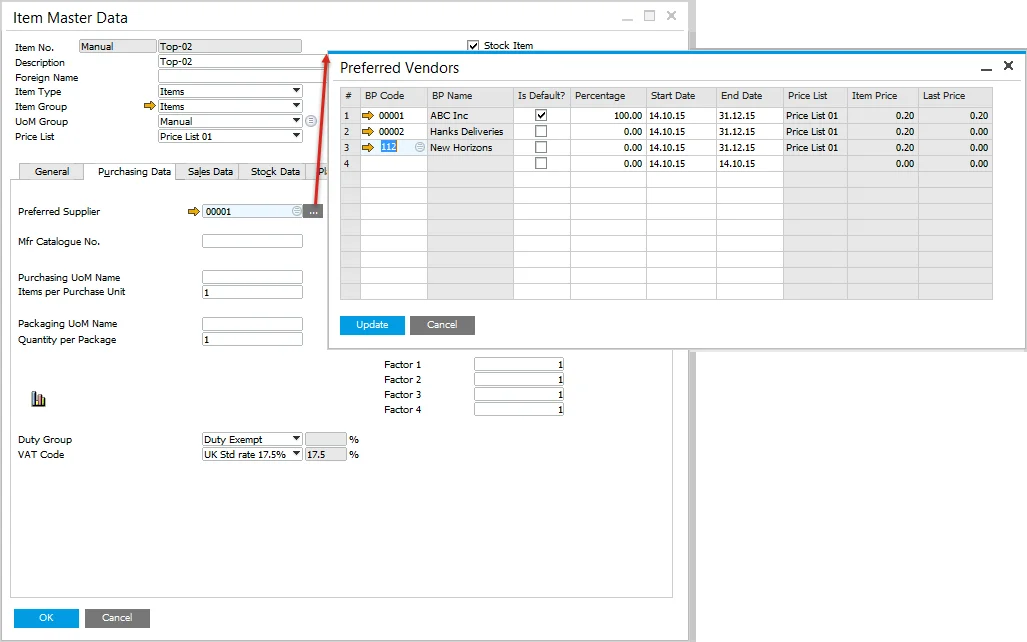 Item Master Data
Item No. Manual Top-02 Stock Item
Description Top-02
Foreign Name
Item Type Items
Item Group Items
UoM Group Manual
Price List Price List 01
General Purchasing Data Sales Data Stock Data
Preferred Supplier 00001 ...
Mfr Catalogue No.
Purchasing UoM Name
Items per Purchase Unit 1
Packaging UoM Name
Quantity per Package 1
Factor 1 1
Factor 2 1
Factor 3 1
Factor 4 1
Duty Group Duty Exempt %
VAT Code UK Std rate 17.5% 17.5 %
OK Cancel
Preferred Vendors
# BP Code BP Name Is Default? Percentage Start Date End Date Price List Item Price Last Price
1 00001 ABC Inc 100.00 14.10.15 31.12.15 Price List 01 0.20 0.20
2 00002 Hanks Deliveries 0.00 14.10.15 31.12.15 Price List 01 0.20 0.00
3 112 New Horizons 0.00 14.10.15 31.12.15 Price List 01 0.20 0.00
4 0.00 14.10.15 14.10.15 0.00 0.00
Update Cancel